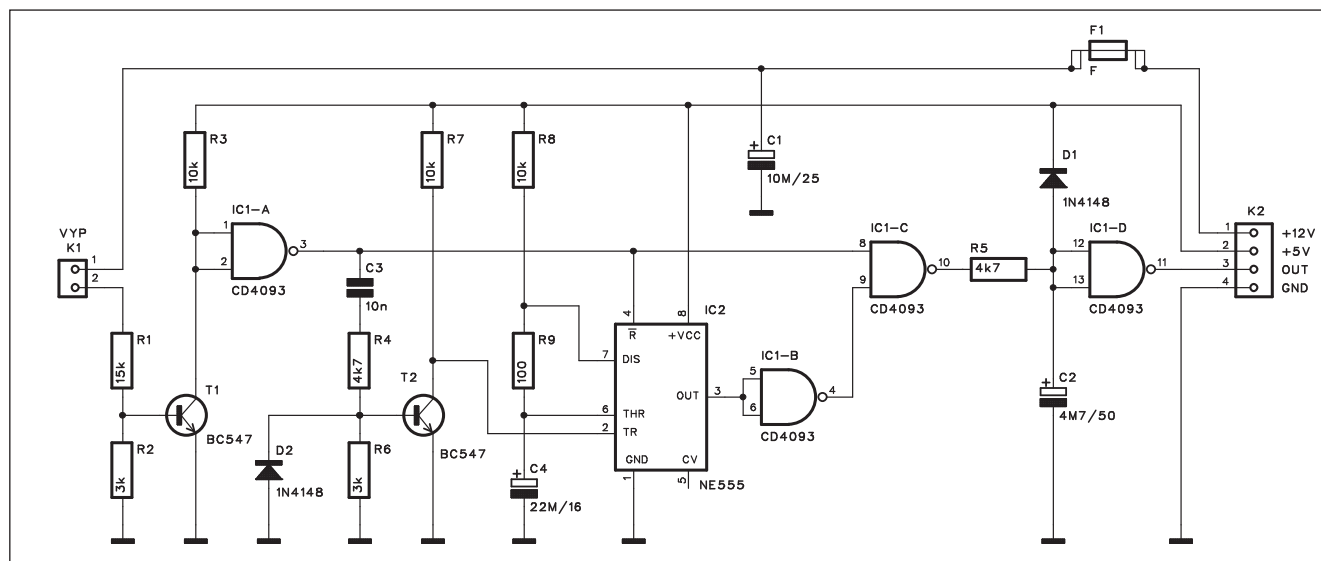 F1
F
R3
10k
R7
10k
R8
10k
C1
10M/25
D1
1N4148
K2
1
+12V
2
+5V
3
OUT
4
GND
VYP
K1
1
2
IC1-A
1
2
3
CD4093
IC1-C
8
9
10
CD4093
R5
4k7
IC1-D
12
13
11
CD4093
C3
10n
R1
15k
R4
4k7
R9
100
IC2
4
8
R
+VCC
7
DIS
OUT
3
6
THR
2
TR
GND
CV
1
5
NE555
IC1-B
5
6
4
CD4093
T1
BC547
T2
BC547
R2
3k
D2
1N4148
R6
3k
C4
22M/16
C2
4M7/50
+
+
+